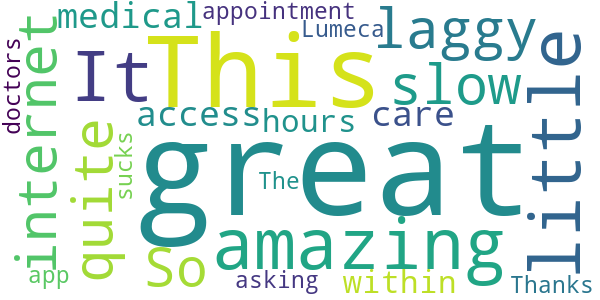 medical
appointment
Lumeca
laggy
This
It
slow
little
doctors
internet
access
hours
care
quite
sucks
great
The
amazing
So
app
asking
within
Thanks